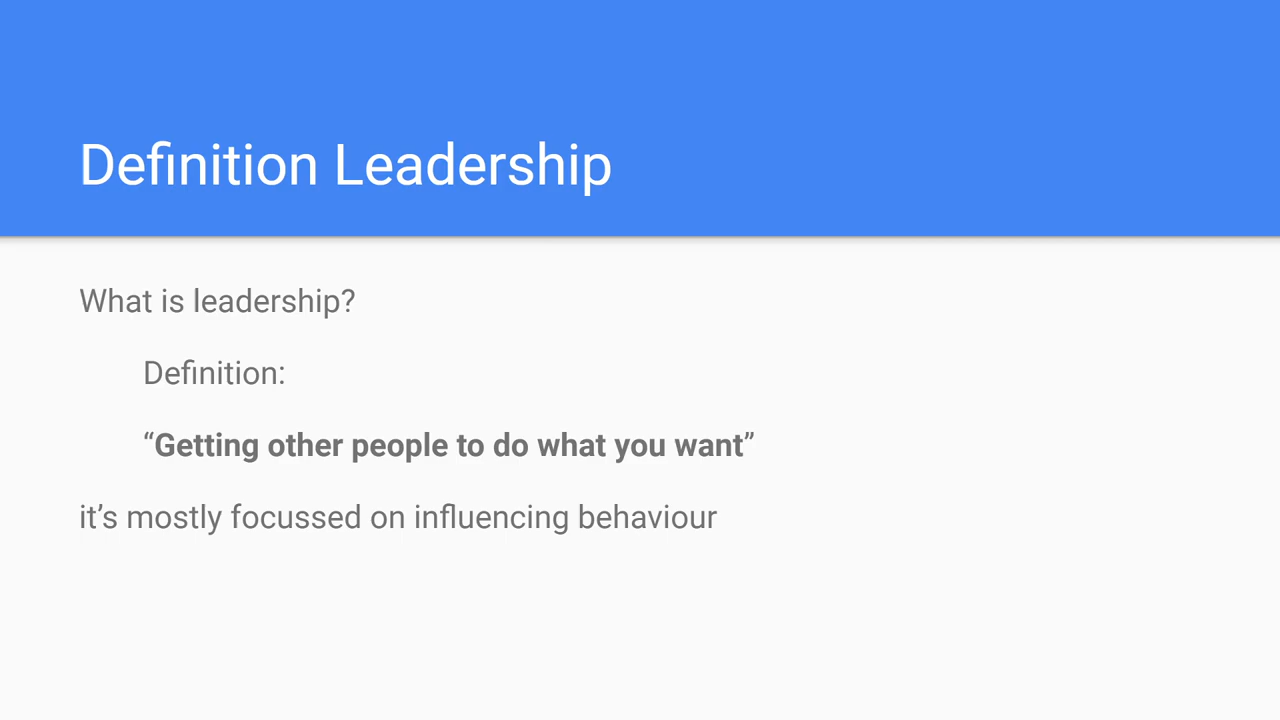 Definition Leadership
What is leadership?
Definition:
“Getting other people to do what you want”
it’s mostly focussed on influencing behaviour